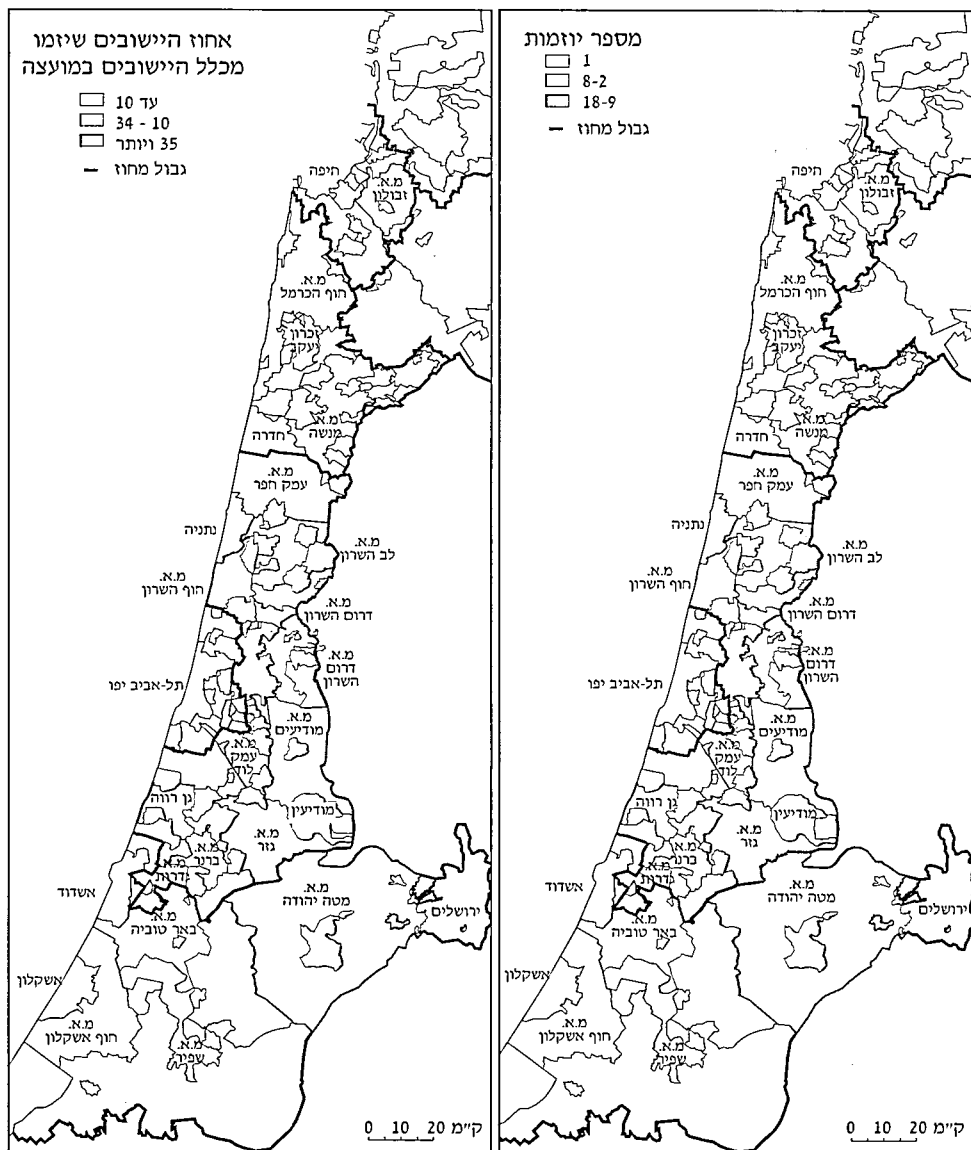 אחוז היישובים שיזמו
מכלל היישובים במועצה
עד 10
34 - 10
35 ויותר
גבול מחוז
חיפה
מ.א.
זבולון
מ.א.
חוף הכרמל
זכרון
יעקב
מ.א.
מנשה
חדרה
מ.א.
עמק חפר
נתניה
מ.א.
לב השרון
מ.א.
חוף השרון
מ.א.
דרום השרון
מ.א.
דרום
השרון
תל-אביב יפו
מ.א.
מודיעים
מ.א.
עמק
לוד
גן רווה
מודיעין
מ.א.
גזר
מ.א.
ברנר
מ.א.
גדרות
אשדוד
מ.א.
מטה יהודה
ירושלים
מ.א.
באר טוביה
אשקלון
מ.א.
חוף אשקלון
מ.א.
שפיר
0 10 20 ק"מ
מספר יוזמות
1
8-2
18-9
גבול מחוז
חיפה
מ.א.
זבולון
מ.א.
חוף הכרמל
זכרון
יעקב
מ.א.
מנשה
חדרה
מ.א.
עמק חפר
נתניה
מ.א.
לב השרון
מ.א.
חוף השרון
מ.א.
דרום השרון
מ.א.
דרום
השרון
תל-אביב יפו
מ.א.
מודיעים
מ.א.
עמק
לוד
גן רווה
מודיעין
מ.א.
גזר
מ.א.
ברנר
מ.א.
גדרות
אשדוד
מ.א.
מטה יהודה
ירושלים
מ.א.
באר טוביה
אשקלון
מ.א.
חוף אשקלון
מ.א.
שפיר
0 10 20 ק"מ